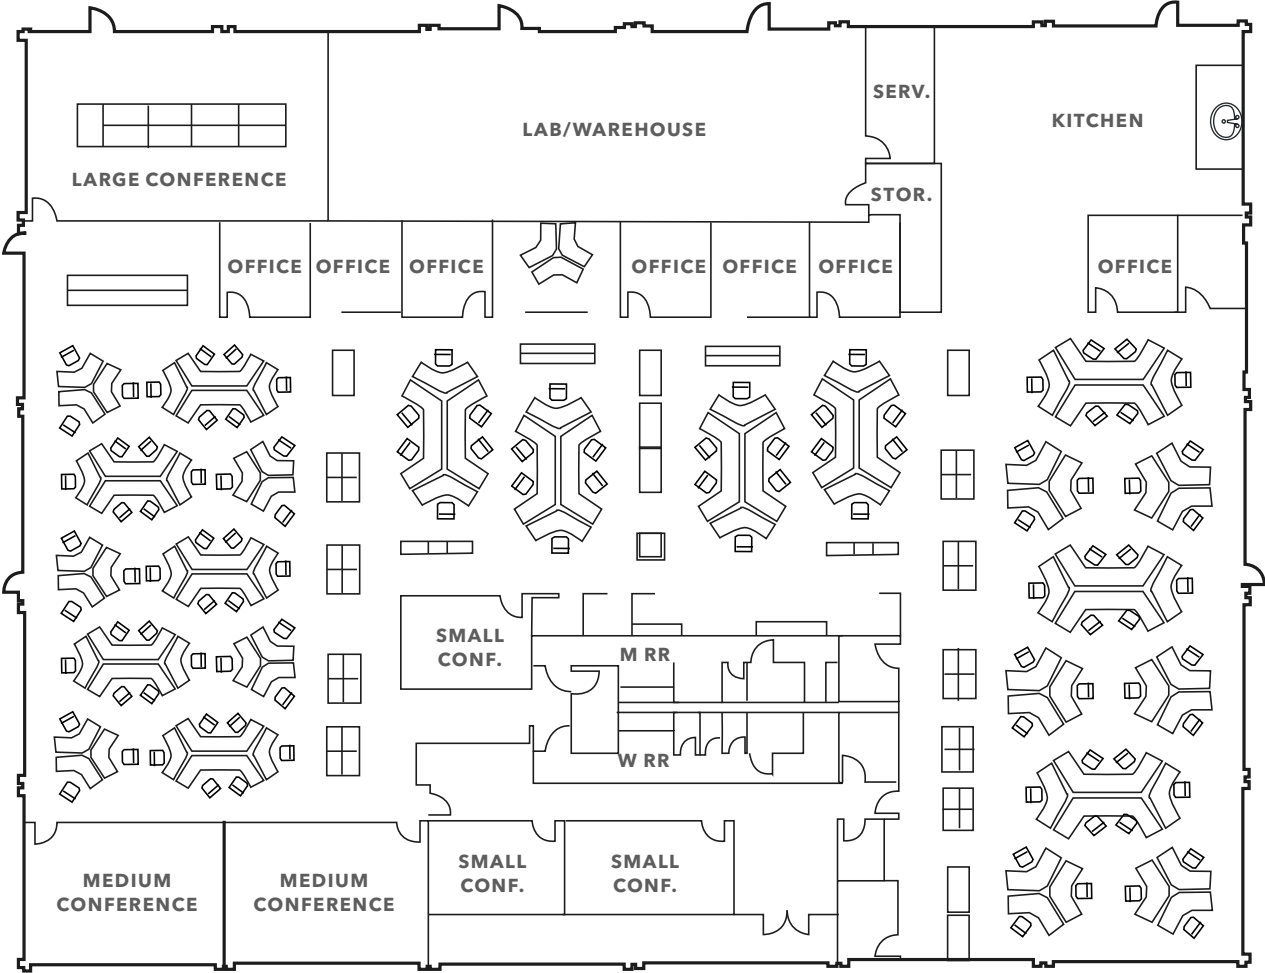 SERV.
KITCHEN
LAB/WAREHOUSE
LARGE CONFERENCE
STOR.
OFFICE
OFFICE
OFFICE
OFFICE
OFFICE
OFFICE
OFFICE
SMALL
CONF.
M RR
W RR
SMALL
CONF.
SMALL
CONF.
MEDIUM
CONFERENCE
MEDIUM
CONFERENCE